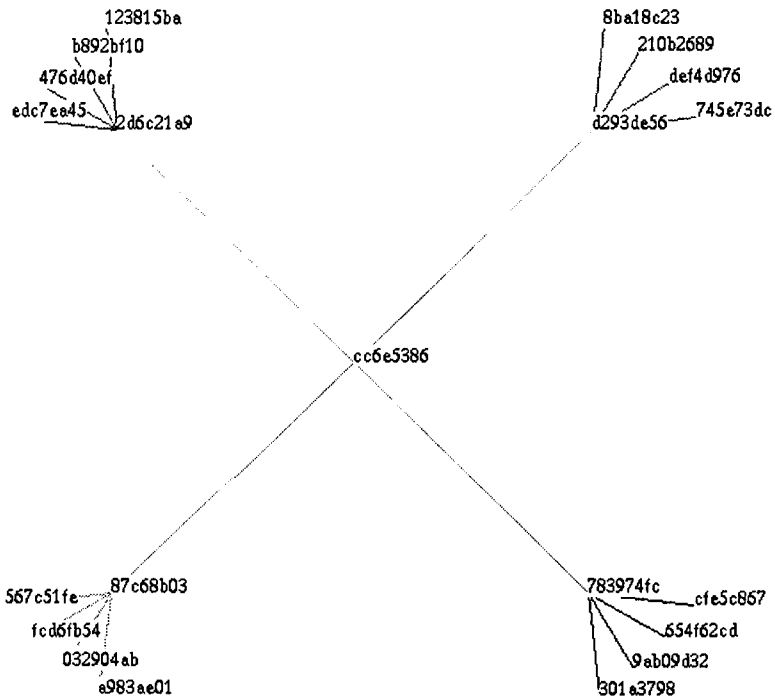 123815ba
8ba18c23
b892bf10
210b2689
476d40ef
def4d976
edc7ea45
745e73dc
2d6c21a9
d293de56
cc6e5386
87c68b03
783974fc
567c51fe
cfe5c867
fcd6fb54
654f62cd
032904ab
9ab09d32
a983ae01
301a3798